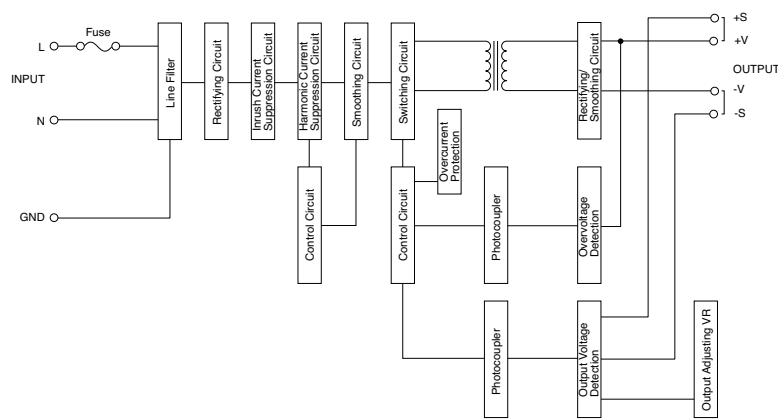 +S
Fuse
L
+V
INPUT
OUTPUT
Line Filter
Rectifying Circuit
Inrush Current
Suppression Circuit
Harmonic Current
Suppression Circuit
Smoothing Circuit
Switching Circuit
Rectifying/
Smoothing Circuit
-V
N
-S
Overcurrent
Protection
GND
Control Circuit
Control Circuit
Photocoupler
Overvoltage
Detection
Photocoupler
Output Voltage
Detection
Output Adjusting VR